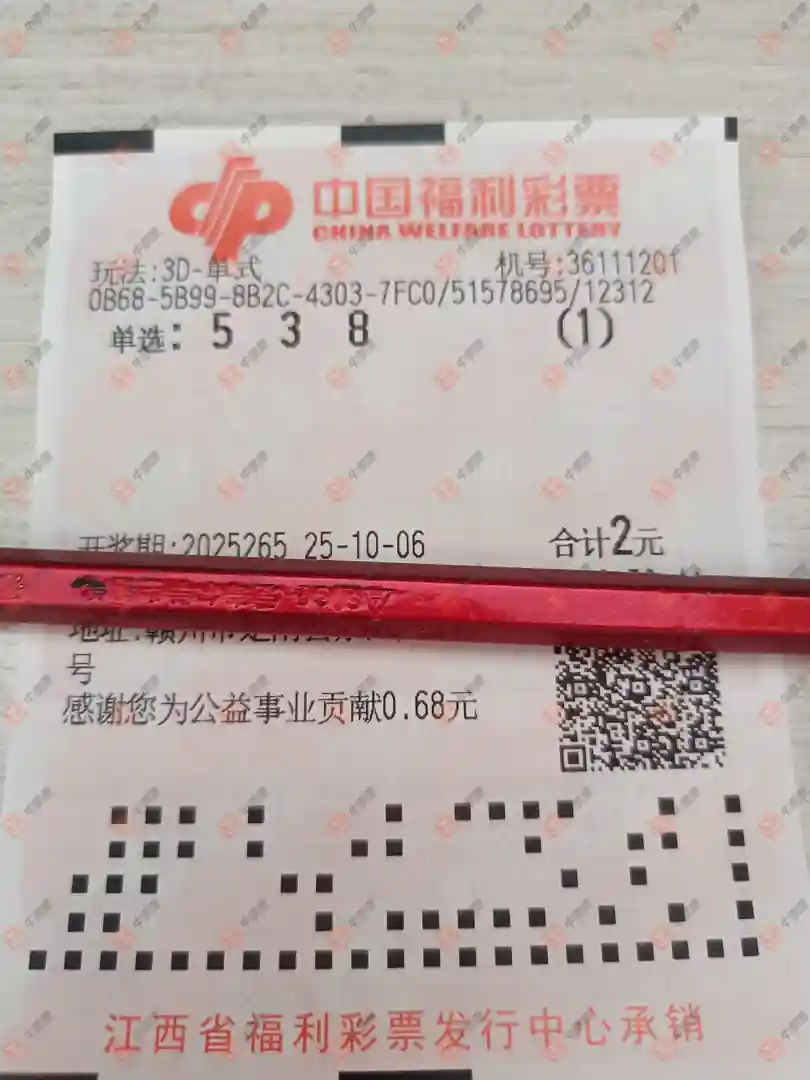 中国福利彩票
CHINA WELFARE LOTTERY
玩法:3D-单式 机号:36111201
0B68-5B99-8B2C-4303-7FC0/51578695/12312
单选: 5 3 8 (1)
开奖期:2025265 25-10-06 合计2元
地址:赣州市定南县
号
感谢您为公益事业贡献0.68元
江西省福利彩票发行中心承销